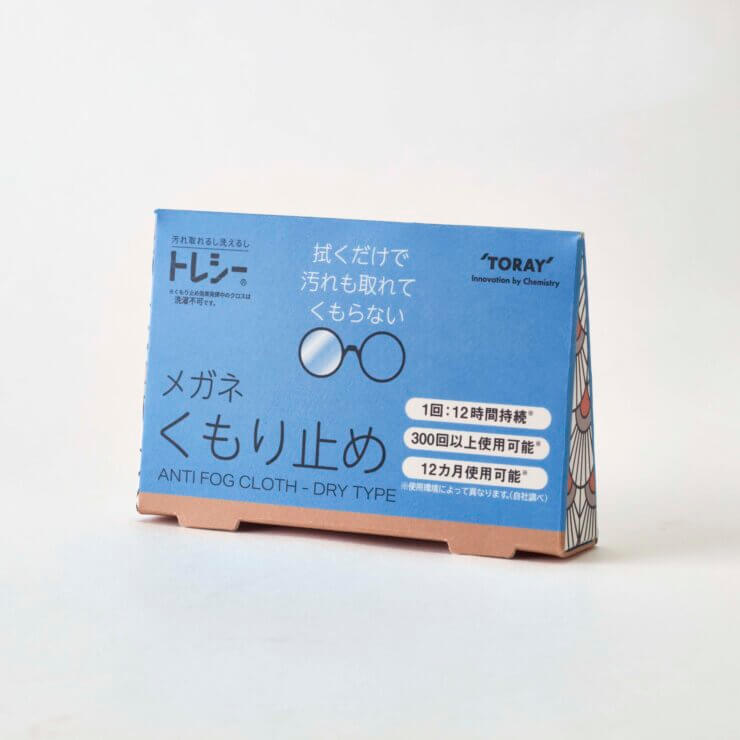 汚れ取れるし洗えるし
トレシー®
※くもり止め効果発揮中のクロスは
洗濯不可です。
拭くだけで
汚れも取れて
くもらない
'TORAY'
Innovation by Chemistry
メガネ
くもり止め
ANTI FOG CLOTH - DRY TYPE
1回:12時間持続※
300回以上使用可能※
12カ月使用可能※
※使用環境によって異なります。(自社調べ)